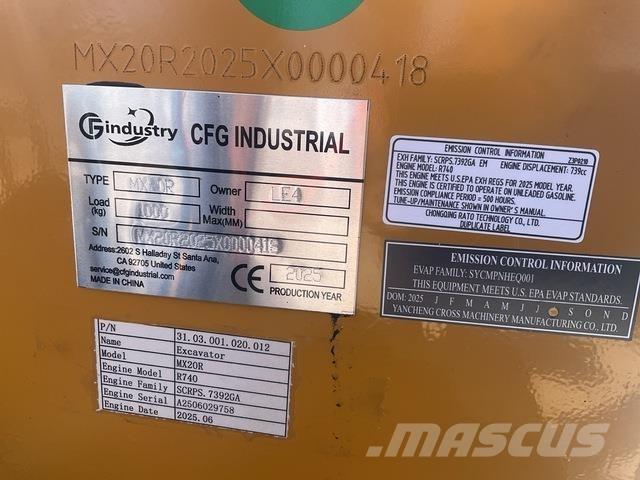 MX20R2025X0000418
CFG industry CFG INDUSTRIAL
TYPE MX20R Owner LE4
Load (kg) 1000 Width Max(MM)
S/N MX20R2025X0000418
Address:2602 S Halladay St Santa Ana,
CA 92705 United States
service@cfgindustrial.com
MADE IN CHINA
CE
2025
PRODUCTION YEAR
EMISSION CONTROL INFORMATION Z3P0210
EXH FAMILY: SCRPS.7392GA EM ENGINE DISPLACEMENT: 739cc
ENGINE MODEL: R740
THIS ENGINE MEETS U.S.EPA EXH REGS FOR 2025 MODEL YEAR.
THIS ENGINE IS CERTIFIED TO OPERATE ON UNLEADED GASOLINE.
EMISSION COMPLIANCE PERIOD = 500 HOURS.
TUNE-UP/MAINTENANCE SHOWN IN OWNER'S MANUAL.
CHONGQING RATO TECHNOLOGY CO., LTD.
DUPLICATE LABEL
EMISSION CONTROL INFORMATION
EVAP FAMILY: SYCMPNHEQ001
THIS EQUIPMENT MEETS U.S. EPA EVAP STANDARDS.
DOM: 2025 J F M A M J J S O N D
YANCHENG CROSS MACHINERY MANUFACTURING CO., LTD.
P/N 31.03.001.020.012
Name Excavator
Model MX20R
Engine Model R740
Engine Family SCRPS.7392GA
Engine Serial A2506029758
Engine Date 2025.06
MASCUS